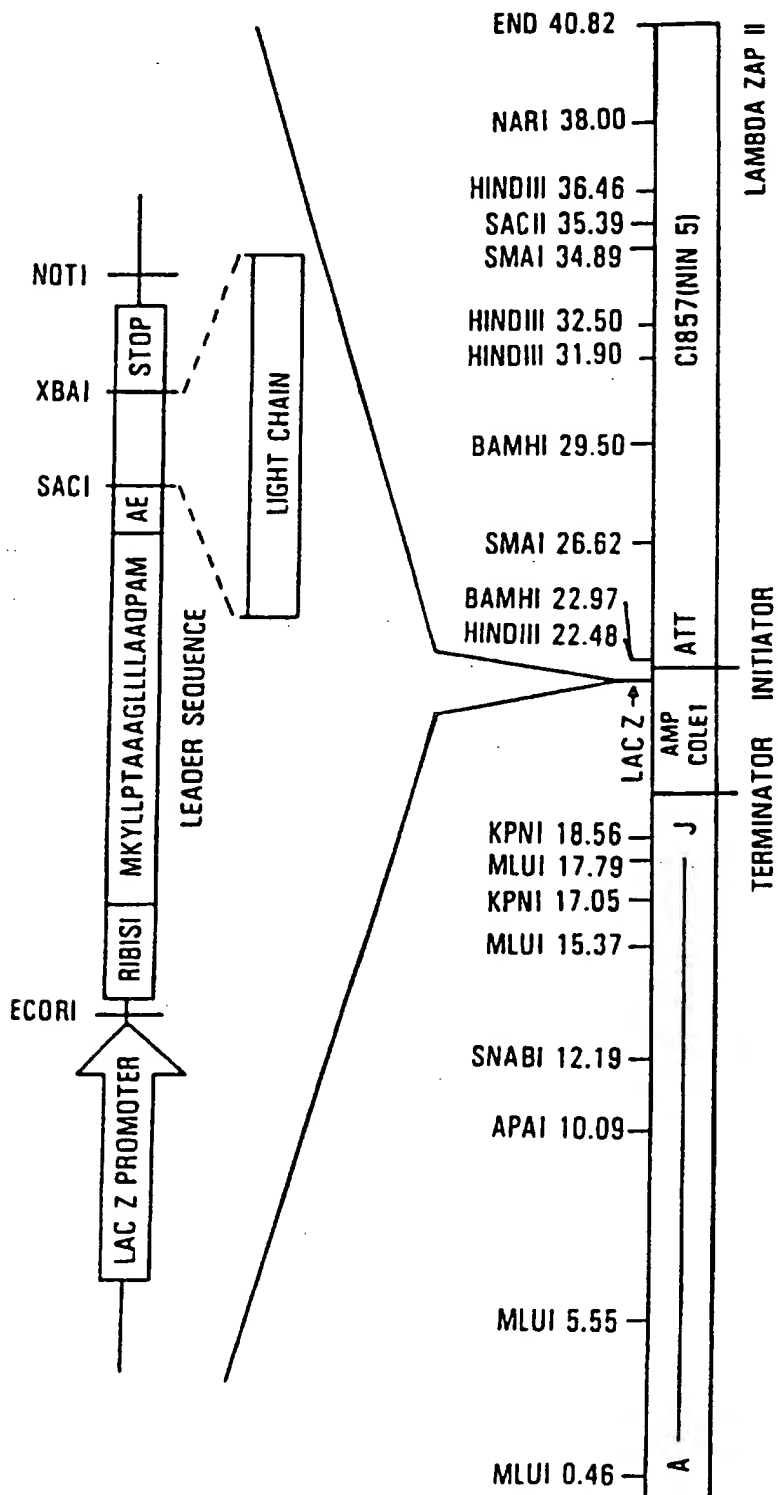 NOTI
STOP
XBAI
SACI
AE
MKYLLPTAAAGLLLLAAQPAM
LEADER SEQUENCE
RIBISI
ECORI
LAC Z PROMOTER
LIGHT CHAIN
END 40.82
NARI 38.00
HINDIII 36.46
SACII 35.39
SMAI 34.89
HINDIII 32.50
HINDIII 31.90
BAMHI 29.50
SMAI 26.62
BAMHI 22.97
HINDIII 22.48
LAC Z →
KPNI 18.56
MLUI 17.79
KPNI 17.05
MLUI 15.37
SNABI 12.19
APAI 10.09
MLUI 5.55
MLUI 0.46
CI857(NIN 5)
ATT
AMP
COLE1
J
A
LAMBDA ZAP II
INITIATOR
TERMINATOR